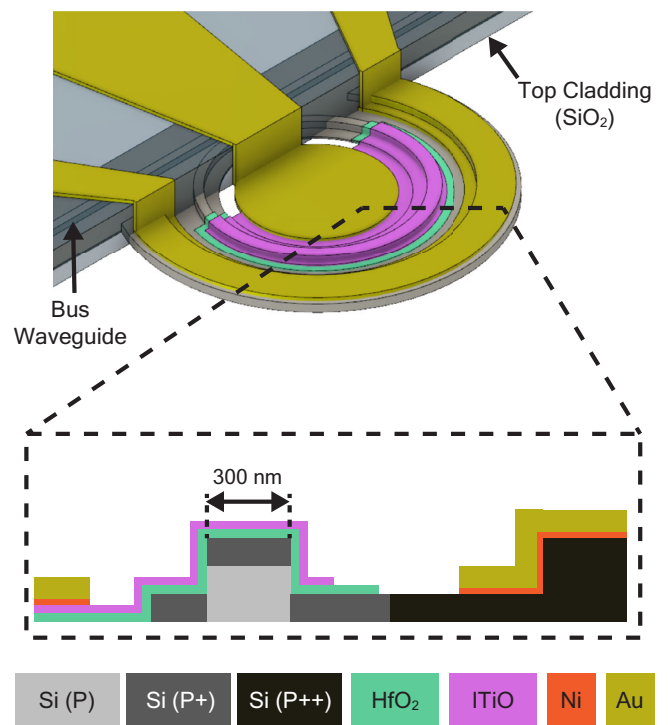 Top Cladding
(SiO₂)
Bus
Waveguide
300 nm
Si (P)
Si (P+)
Si (P++)
HfO₂
ITiO
Ni
Au